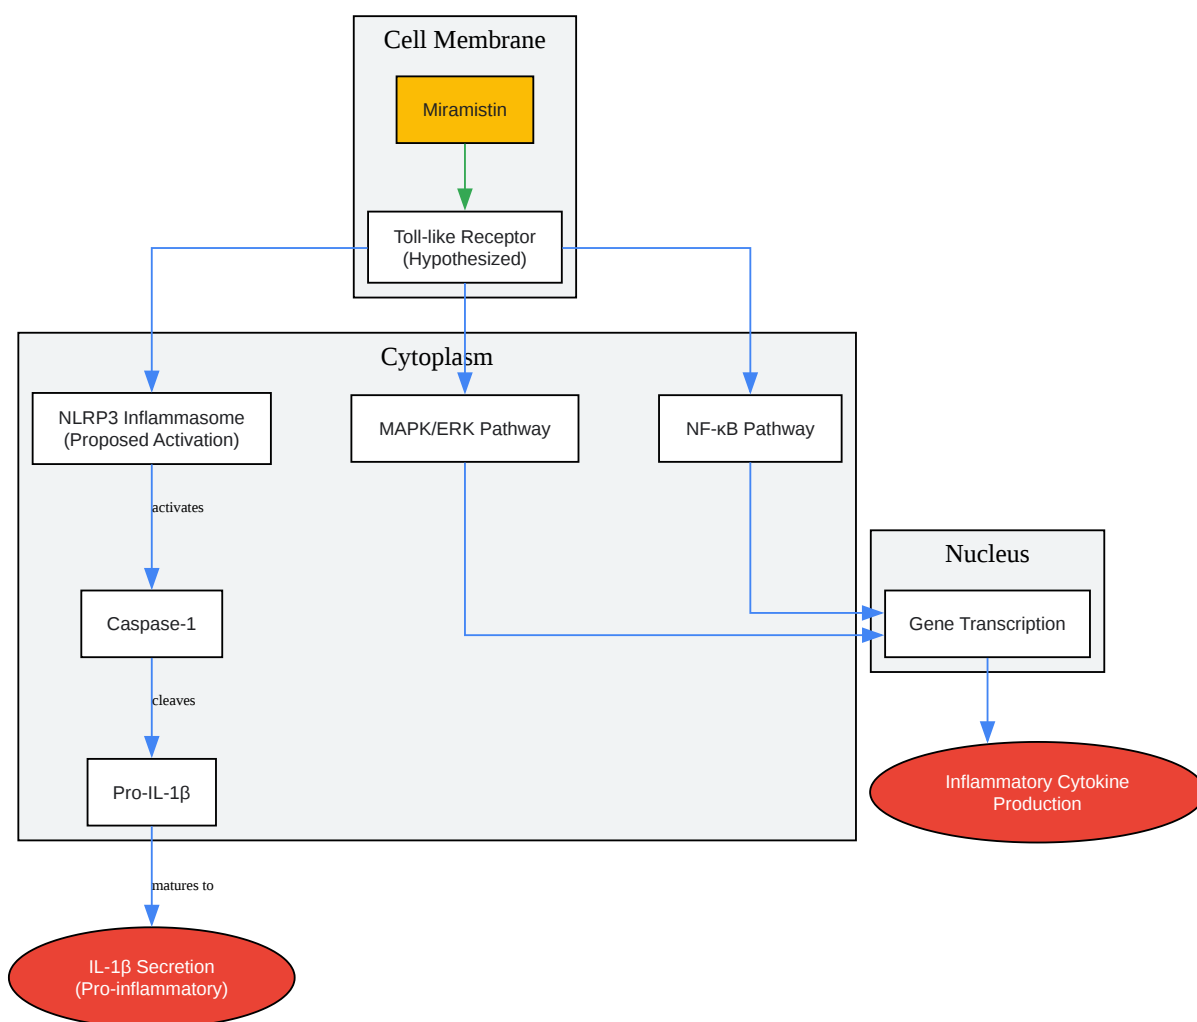 Cell Membrane
Miramistin
Toll-like Receptor
(Hypothesized)
Cytoplasm
NLRP3 Inflammasome
(Proposed Activation)
MAPK/ERK Pathway
NF-κB Pathway
activates
Nucleus
Caspase-1
Gene Transcription
cleaves
Pro-IL-1β
Inflammatory Cytokine
Production
matures to
IL-1β Secretion
(Pro-inflammatory)